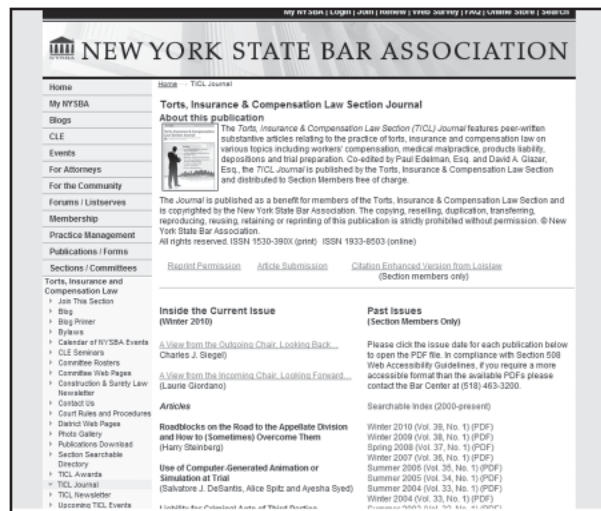 My NYSBA | Login | Join | Renew | Web Survey | FAQ | Online Store | Search
NEW YORK STATE BAR ASSOCIATION
Home
My NYSBA
Blogs
CLE
Events
For Attorneys
For the Community
Forums / Listserves
Membership
Practice Management
Publications / Forms
Sections / Committees
Torts, Insurance and
Compensation Law
Join This Section
Blog
Blog Primer
Bylaws
Calendar of NYSBA Events
CLE Seminars
Committee Rosters
Committee Web Pages
Construction & Surety Law
Newsletter
Contact Us
Court Rules and Procedures
District Web Pages
Photo Gallery
Publications Download
Section Searchable
Directory
TICL Awards
TICL Journal
TICL Newsletter
Upcoming TICL Events
Home → TICL Journal
Torts, Insurance & Compensation Law Section Journal
About this publication
The Torts, Insurance & Compensation Law Section (TICL) Journal features peer-written
substantive articles relating to the practice of torts, insurance and compensation law on
various topics including workers' compensation, medical malpractice, products liability,
depositions and trial preparation. Co-edited by Paul Edelman, Esq. and David A. Glazer,
Esq., the TICL Journal is published by the Torts, Insurance & Compensation Law Section
and distributed to Section Members free of charge.
The Journal is published as a benefit for members of the Torts, Insurance & Compensation Law Section and
is copyrighted by the New York State Bar Association. The copying, reselling, duplication, transferring,
reproducing, reusing, retaining or reprinting of this publication is strictly prohibited without permission. © New
York State Bar Association.
All rights reserved. ISSN 1530-390X (print) ISSN 1933-8503 (online)
Reprint Permission Article Submission Citation Enhanced Version from Loislaw
(Section members only)
Inside the Current Issue
(Winter 2010)
A View from the Outgoing Chair, Looking Back...
Charles J. Siegel)
A View from the Incoming Chair, Looking Forward...
(Laurie Giordano)
Articles
Roadblocks on the Road to the Appellate Division
and How to (Sometimes) Overcome Them
(Harry Steinberg)
Use of Computer-Generated Animation or
Simulation at Trial
(Salvatore J. DeSantis, Alice Spitz and Ayesha Syed)
Liability for Criminal Acts of Third Parties
Past Issues
(Section Members Only)
Please click the issue date for each publication below
to open the PDF file. In compliance with Section 508
Web Accessibility Guidelines, if you require a more
accessible format than the available PDF files please
contact the Bar Center at (518) 463-3200.
Searchable Index (2000-present)
Winter 2010 (Vol. 39, No. 1) (PDF)
Winter 2009 (Vol. 38, No. 1) (PDF)
Spring 2008 (Vol. 37, No. 1) (PDF)
Winter 2007 (Vol. 36, No. 1) (PDF)
Summer 2006 (Vol. 35, No. 1) (PDF)
Summer 2005 (Vol. 34, No. 1) (PDF)
Summer 2004 (Vol. 33, No. 1) (PDF)
Winter 2004 (Vol. 33, No. 1) (PDF)